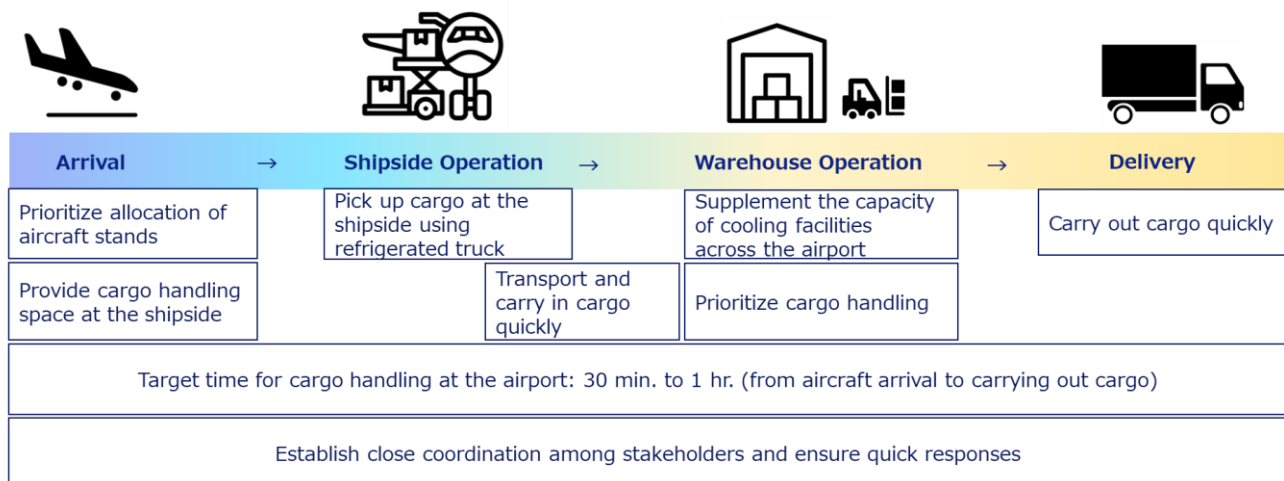 Arrival → Shipside Operation → Warehouse Operation → Delivery
Prioritize allocation of
aircraft stands
Pick up cargo at the
shipside using
refrigerated truck
Supplement the capacity
of cooling facilities
across the airport
Carry out cargo quickly
Provide cargo handling
space at the shipside
Transport and
carry in cargo
quickly
Prioritize cargo handling
Target time for cargo handling at the airport: 30 min. to 1 hr. (from aircraft arrival to carrying out cargo)
Establish close coordination among stakeholders and ensure quick responses